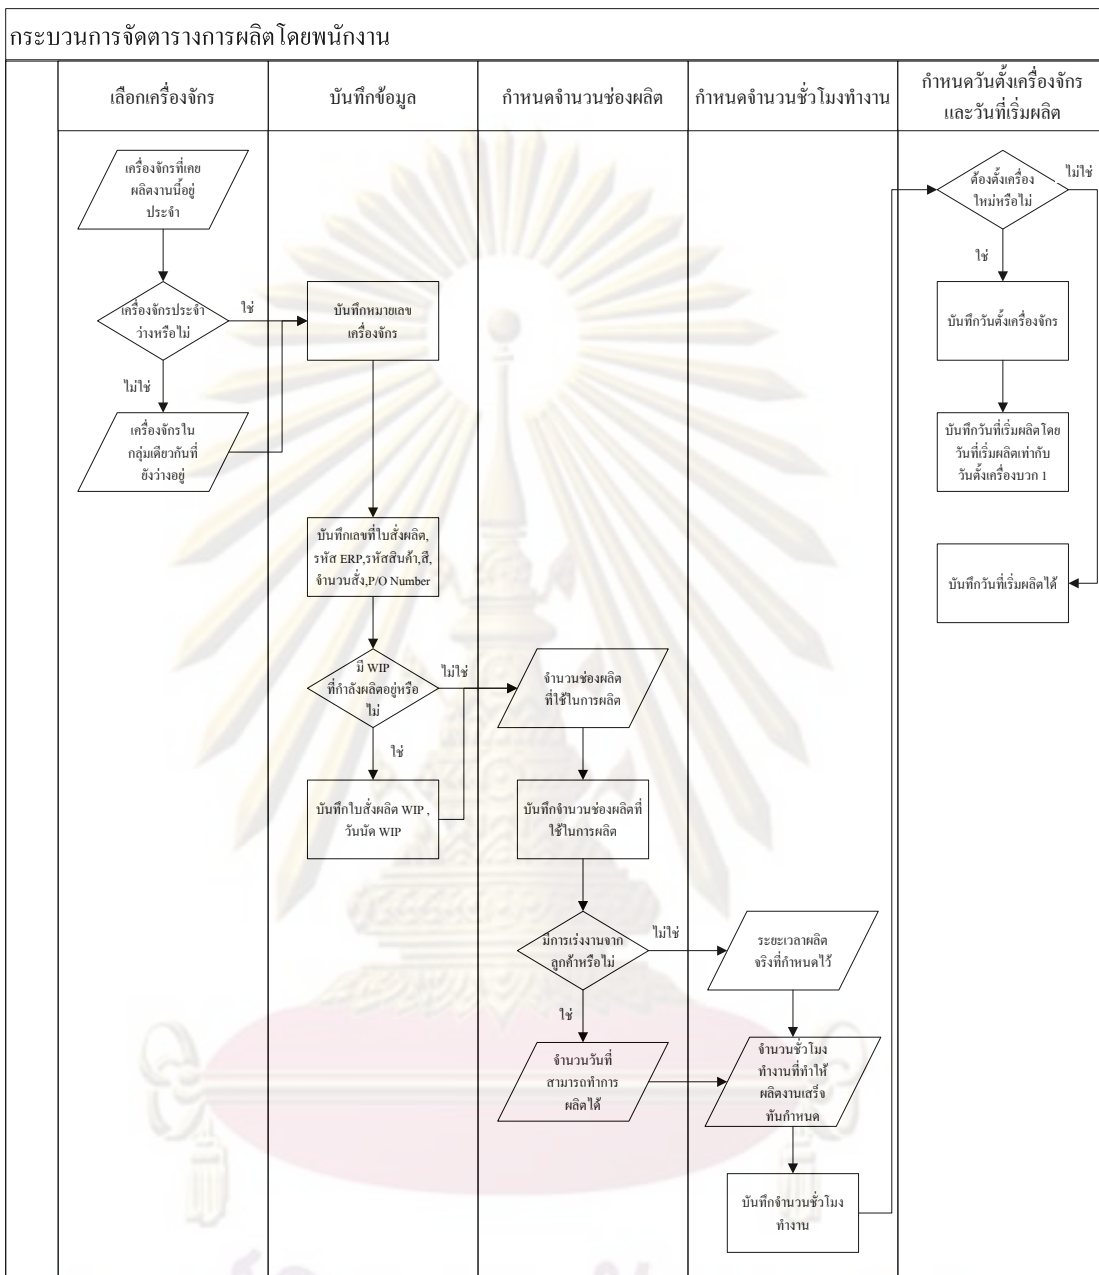 กระบวนการจัดตารางการผลิตโดยพนักงาน
เลือกเครื่องจักร
บันทึกข้อมูล
กำหนดจำนวนช่องผลิต
กำหนดจำนวนชั่วโมงทำงาน
กำหนดวันตั้งเครื่องจักร
และวันที่เริ่มผลิต
เครื่องจักรที่เคย
ผลิตงานนี้อยู่
ประจำ
เครื่องจักรประจำ
ว่างหรือไม่
ใช่
ไม่ใช่
เครื่องจักรใน
กลุ่มเดียวกันที่
ยังว่างอยู่
บันทึกหมายเลข
เครื่องจักร
บันทึกเลขที่ใบสั่งผลิต,
รหัส ERP,รหัสสินค้า,สี,
จำนวนสั่ง,P/O Number
มี WIP
ที่กำลังผลิตอยู่หรือ
ไม่
ไม่ใช่
ใช่
บันทึกใบสั่งผลิต WIP ,
วันนัด WIP
จำนวนช่องผลิต
ที่ใช้ในการผลิต
บันทึกจำนวนช่องผลิตที่
ใช้ในการผลิต
มีการเร่งงานจาก
ลูกค้าหรือไม่
ไม่ใช่
ใช่
จำนวนวันที่
สามารถทำการ
ผลิตได้
ระยะเวลาผลิต
จริงที่กำหนดไว้
จำนวนชั่วโมง
ทำงานที่ทำให้
ผลิตงานเสร็จ
ทันกำหนด
บันทึกจำนวนชั่วโมง
ทำงาน
ต้องตั้งเครื่อง
ใหม่หรือไม่
ไม่ใช่
ใช่
บันทึกวันตั้งเครื่องจักร
บันทึกวันที่เริ่มผลิตโดย
วันที่เริ่มผลิตเท่ากับ
วันตั้งเครื่องบวก 1
บันทึกวันที่เริ่มผลิตได้